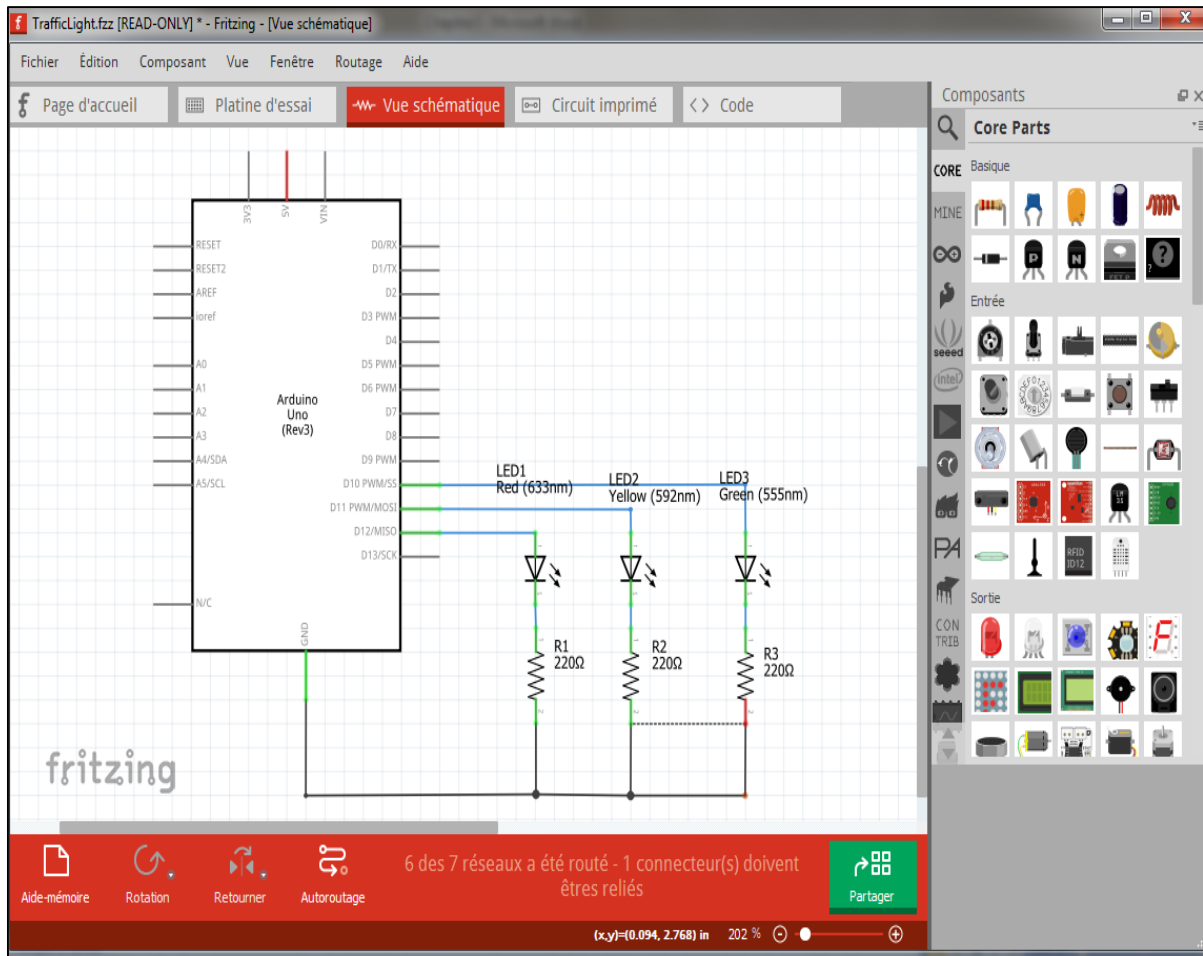 TrafficLight.fzz [READ-ONLY] * - Fritzing - [Vue schématique]
Fichier Édition Composant Vue Fenêtre Routage Aide
Page d'accueil Platine d'essai Vue schématique Circuit imprimé <> Code
Composants
Core Parts
CORE
MINE
seeed
intel
PA
CON
TRIB
Basique
P N
FET D
?
Entrée
RFID
ID12
Sortie
3V3 5V VIN
RESET
RESET2
AREF
ioref
A0
A1
A2
A3
A4/SDA
A5/SCL
N/C
Arduino
Uno
(Rev3)
D0/RX
D1/TX
D2
D3 PWM
D4
D5 PWM
D6 PWM
D7
D8
D9 PWM
D10 PWM/SS
D11 PWM/MOSI
D12/MISO
D13/SCK
GND
LED1
Red (633nm)
LED2
Yellow (592nm)
LED3
Green (555nm)
R1
220Ω
R2
220Ω
R3
220Ω
fritzing
Aide-mémoire
Rotation
Retourner
Autoroutage
6 des 7 réseaux a été routé - 1 connecteur(s) doivent
êtres reliés
Partager
(x,y)=(0.094, 2.768) in 202 %